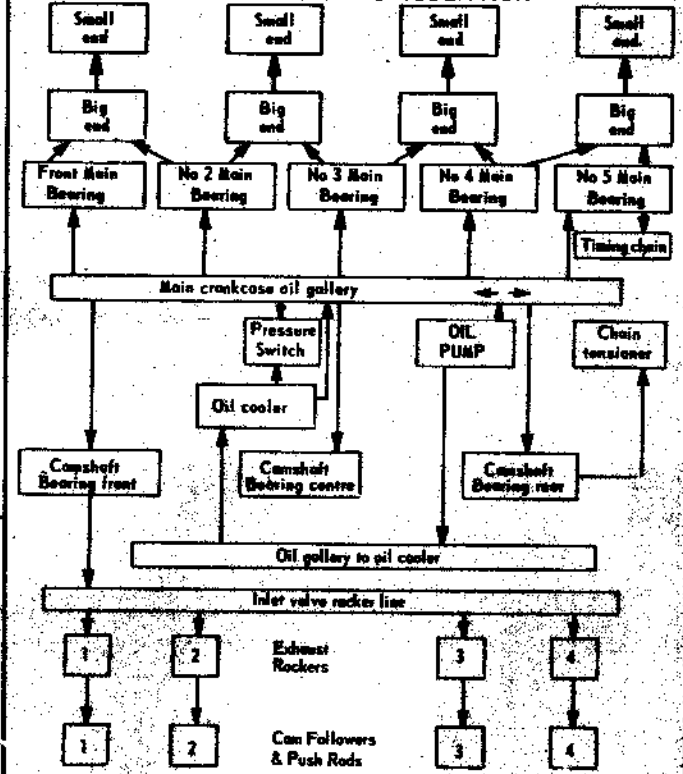 Small
end
Small
end
Small
end
Small
end
Big
end
Big
end
Big
end
Big
end
Front Main
Bearing
No 2 Main
Bearing
No 3 Main
Bearing
No 4 Main
Bearing
No 5 Main
Bearing
Timing chain
Main crankcase oil gallery
Pressure
Switch
OIL
PUMP
Chain
tensioner
Oil cooler
Camshaft
Bearing front
Camshaft
Bearing centre
Camshaft
Bearing rear
Oil gallery to oil cooler
Inlet valve rocker line
1
2
Exhaust
Rockers
3
4
1
2
Cam Followers
& Push Rods
3
4